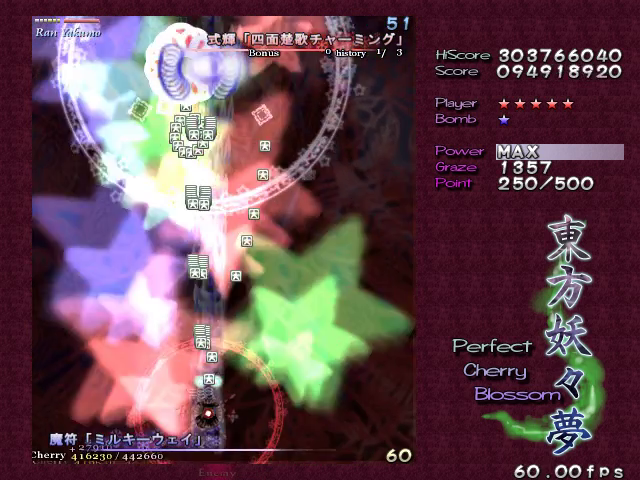 51
Ran Yakumo
式輝「四面楚歌チャーミング」
Bonus 0 history 1/ 3
HiScore 303766040
Score 094918920
Player ★★★★★
Bomb ★
Power MAX
Graze 1357
Point 250/500
東方妖々夢
Perfect
Cherry
Blossom
魔符「ミルキーウェイ」
Cherry 416230/442660
60
Enemy
60.00fps